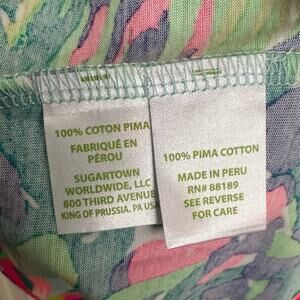 100% COTON PIMA
FABRIQUÉ EN
PÉROU
SUGARTOWN
WORLDWIDE, LLC
800 THIRD AVENUE
KING OF PRUSSIA. PA USA
100% PIMA COTTON
MADE IN PERU
RN# 88189
SEE REVERSE
FOR CARE